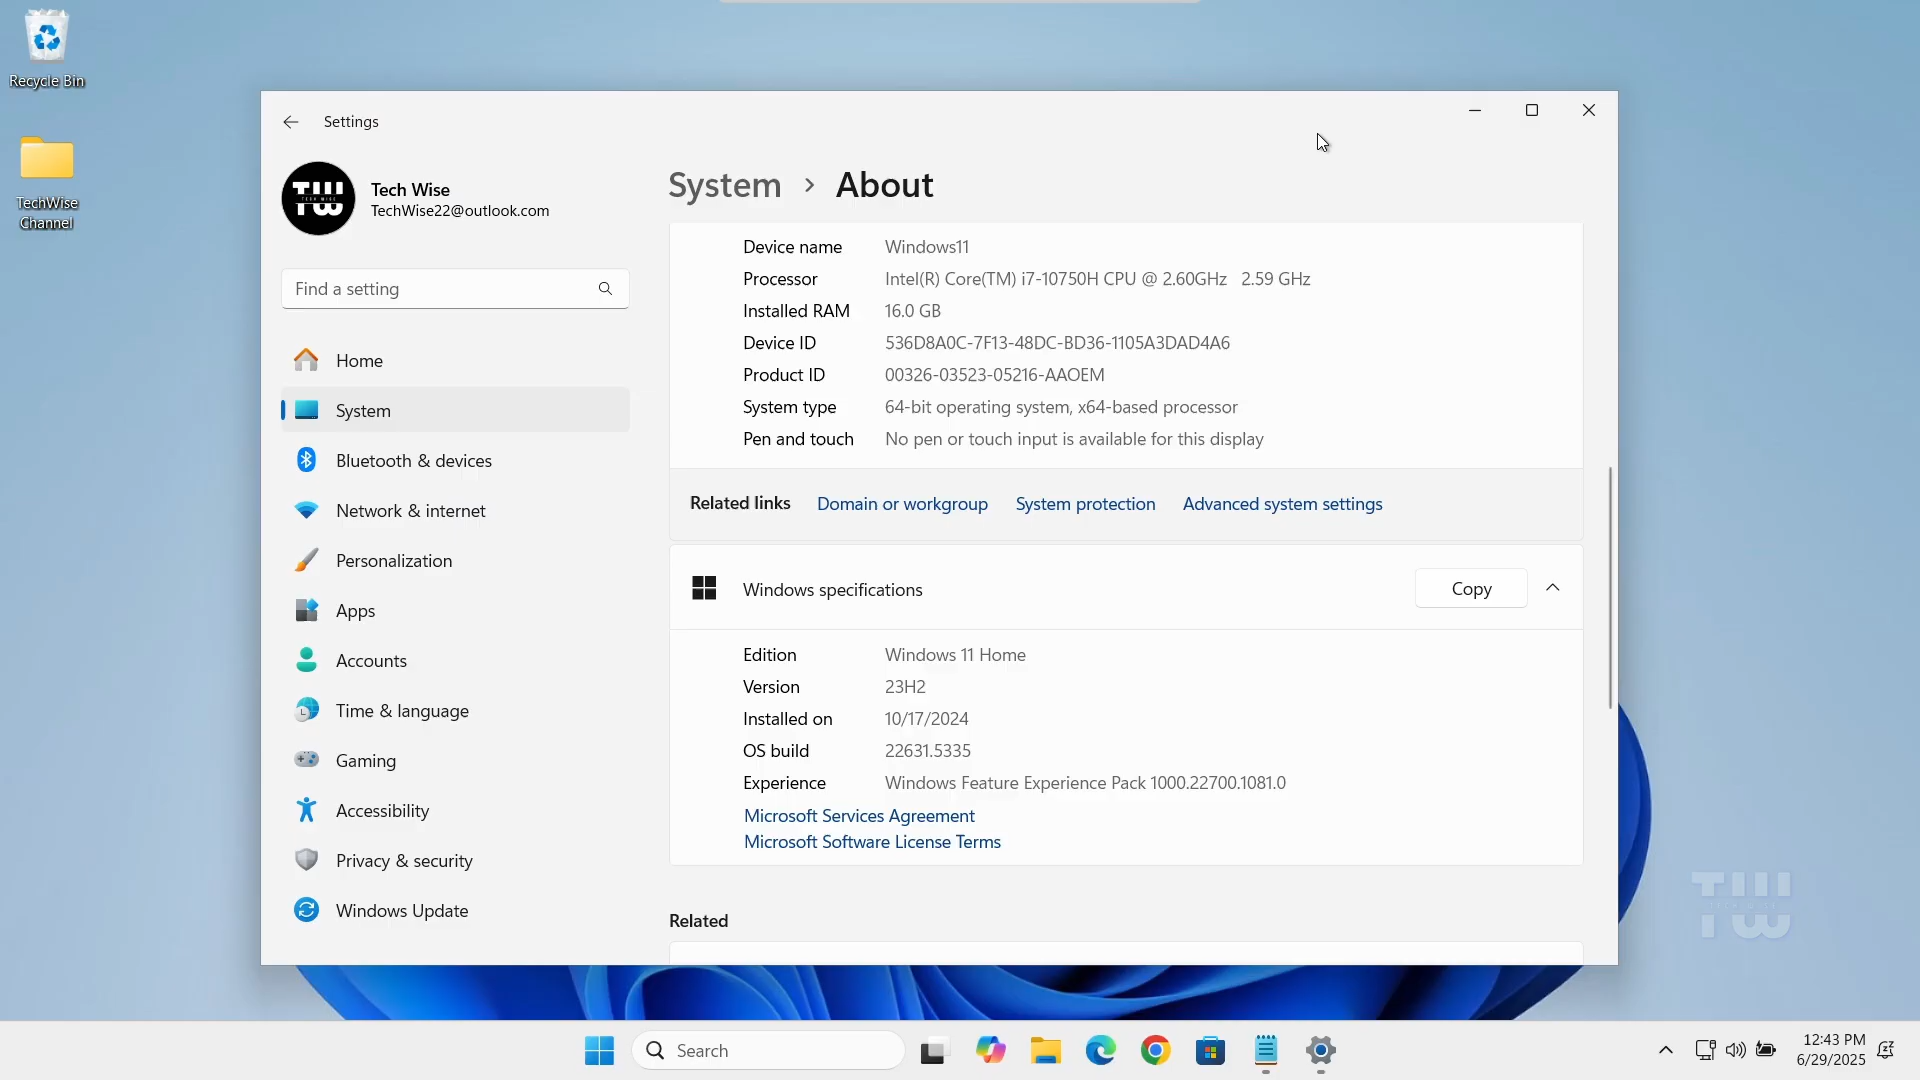 Recycle Bin
TechWise
Channel
Settings
TW
TECH WISE
Tech Wise
TechWise22@outlook.com
Find a setting
Home
System
Bluetooth & devices
Network & internet
Personalization
Apps
Accounts
Time & language
Gaming
Accessibility
Privacy & security
Windows Update
System > About
Device name Windows11
Processor Intel(R) Core(TM) i7-10750H CPU @ 2.60GHz 2.59 GHz
Installed RAM 16.0 GB
Device ID 536D8A0C-7F13-48DC-BD36-1105A3DAD4A6
Product ID 00326-03523-05216-AAOEM
System type 64-bit operating system, x64-based processor
Pen and touch No pen or touch input is available for this display
Related links Domain or workgroup System protection Advanced system settings
Windows specifications Copy
Edition Windows 11 Home
Version 23H2
Installed on 10/17/2024
OS build 22631.5335
Experience Windows Feature Experience Pack 1000.22700.1081.0
Microsoft Services Agreement
Microsoft Software License Terms
Related
TW
TECH WISE
Search
12:43 PM
6/29/2025